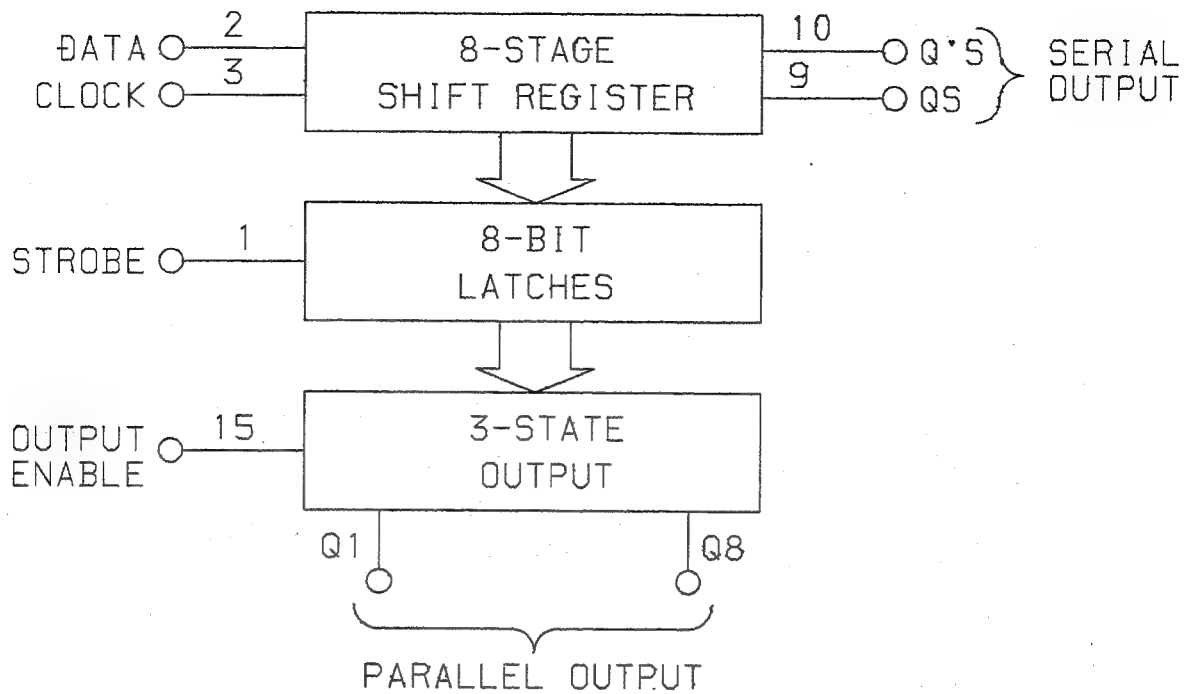 DATA
2
CLOCK
3
8-STAGE
SHIFT REGISTER
10
Q'S
9
QS
SERIAL
OUTPUT
STROBE
1
8-BIT
LATCHES
OUTPUT
ENABLE
15
3-STATE
OUTPUT
Q1
Q8
PARALLEL OUTPUT